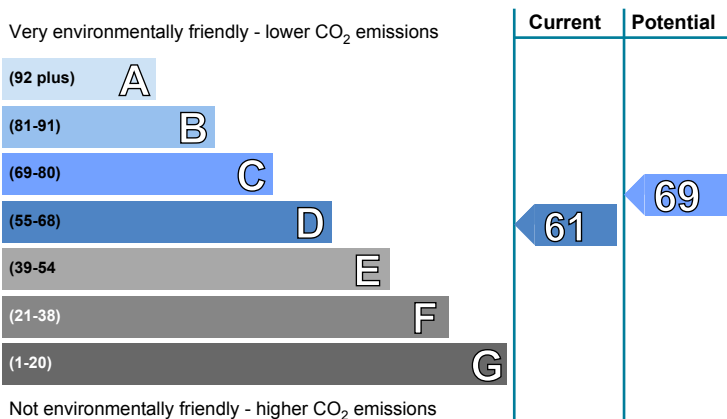 Very environmentally friendly - lower CO2 emissions
Current Potential
(92 plus) A
(81-91) B
(69-80) C
(55-68) D
(39-54 E
(21-38) F
(1-20) G
61
69
Not environmentally friendly - higher CO2 emissions